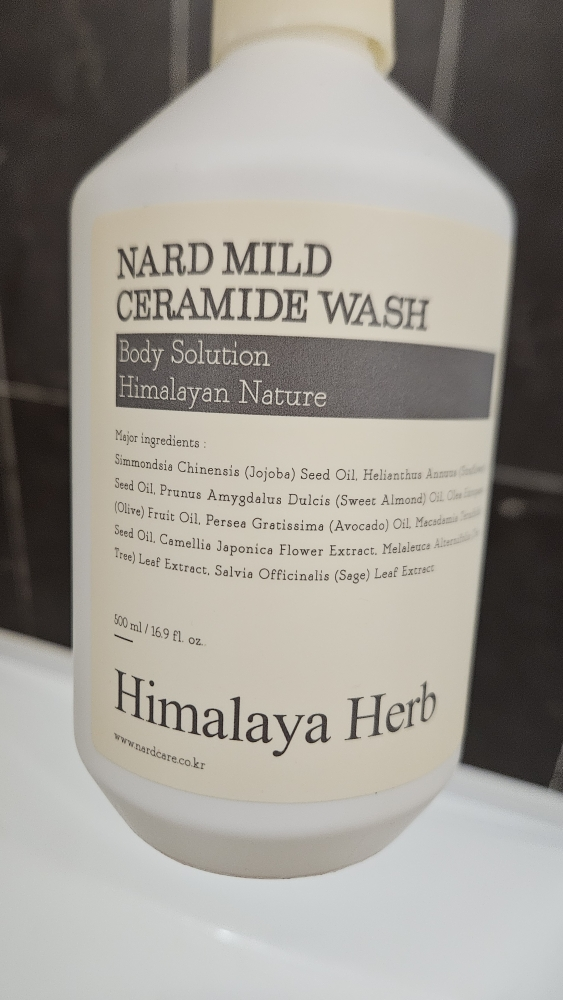 NARD MILD
CERAMIDE WASH
Body Solution
Himalayan Nature
Major ingredients :
Simmondsia Chinensis (Jojoba) Seed Oil, Helianthus Annuus
Seed Oil, Prunus Amygdalus Dulcis (Sweet Almond) Oil, Olea
(Olive) Fruit Oil, Persea Gratissima (Avocado) Oil, Macadamia
Seed Oil, Camellia Japonica Flower Extract, Melaleuca
Tree) Leaf Extract, Salvia Officinalis (Sage) Leaf Extract
500 ml / 16.9 fl. oz.
Himalaya Herb
www.nardcare.co.kr